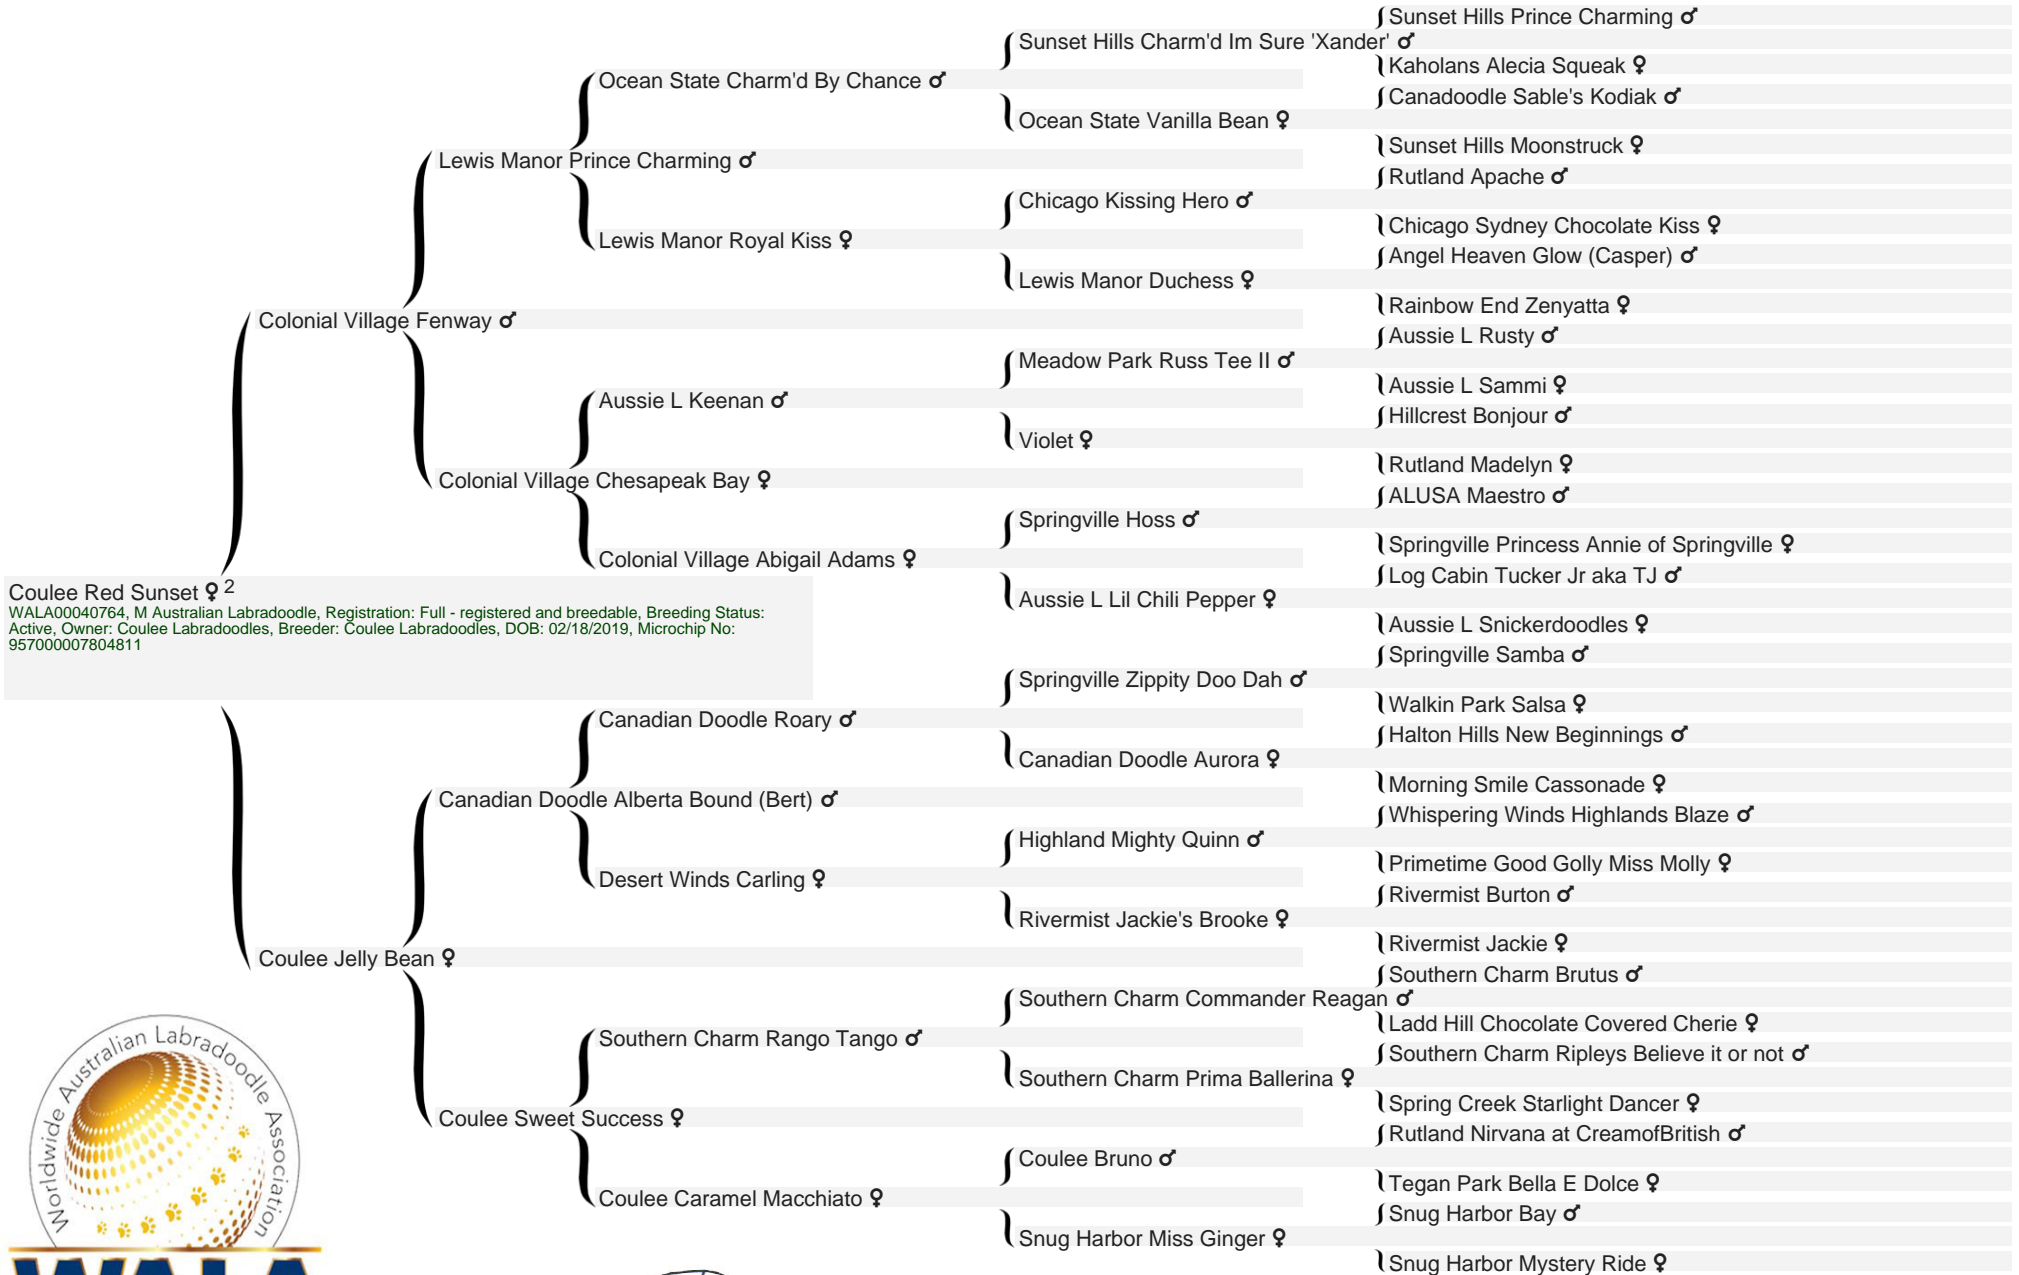 Sunset Hills Prince Charming ♂
Sunset Hills Charm'd Im Sure 'Xander' ♂
Kaholans Alecia Squeak ♀
Ocean State Charm'd By Chance ♂
Canadoodle Sable's Kodiak ♂
Ocean State Vanilla Bean ♀
Sunset Hills Moonstruck ♀
Lewis Manor Prince Charming ♂
Rutland Apache ♂
Chicago Kissing Hero ♂
Chicago Sydney Chocolate Kiss ♀
Lewis Manor Royal Kiss ♀
Angel Heaven Glow (Casper) ♂
Lewis Manor Duchess ♀
Rainbow End Zenyatta ♀
Colonial Village Fenway ♂
Aussie L Rusty ♂
Meadow Park Russ Tee II ♂
Aussie L Sammi ♀
Aussie L Keenan ♂
Hillcrest Bonjour ♂
Violet ♀
Rutland Madelyn ♀
Colonial Village Chesapeak Bay ♀
ALUSA Maestro ♂
Springville Hoss ♂
Springville Princess Annie of Springville ♀
Colonial Village Abigail Adams ♀
Log Cabin Tucker Jr aka TJ ♂
Aussie L Lil Chili Pepper ♀
Aussie L Snickerdoodles ♀
Coulee Red Sunset ♀ 2
WALA00040764, M Australian Labradoodle, Registration: Full - registered and breedable, Breeding Status:
Active, Owner: Coulee Labradoodles, Breeder: Coulee Labradoodles, DOB: 02/18/2019, Microchip No:
957000007804811
Springville Samba ♂
Springville Zippity Doo Dah ♂
Walkin Park Salsa ♀
Canadian Doodle Roary ♂
Halton Hills New Beginnings ♂
Canadian Doodle Aurora ♀
Morning Smile Cassonade ♀
Canadian Doodle Alberta Bound (Bert) ♂
Whispering Winds Highlands Blaze ♂
Highland Mighty Quinn ♂
Primetime Good Golly Miss Molly ♀
Desert Winds Carling ♀
Rivermist Burton ♂
Rivermist Jackie's Brooke ♀
Rivermist Jackie ♀
Coulee Jelly Bean ♀
Southern Charm Brutus ♂
Southern Charm Commander Reagan ♂
Ladd Hill Chocolate Covered Cherie ♀
Southern Charm Rango Tango ♂
Southern Charm Ripleys Believe it or not ♂
Southern Charm Prima Ballerina ♀
Spring Creek Starlight Dancer ♀
Coulee Sweet Success ♀
Rutland Nirvana at CreamofBritish ♂
Coulee Bruno ♂
Tegan Park Bella E Dolce ♀
Coulee Caramel Macchiato ♀
Snug Harbor Bay ♂
Snug Harbor Miss Ginger ♀
Snug Harbor Mystery Ride ♀
Worldwide Australian Labradoodle Association
WALA